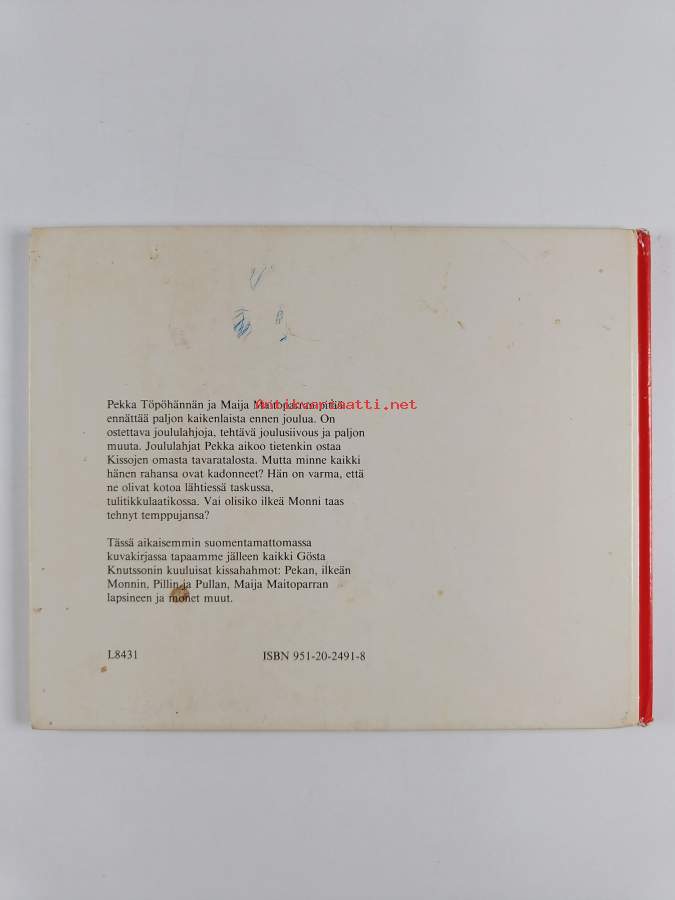 Pekka Töpöhännän ja Maija Maitoparran pitää
ennättää paljon kaikenlaista ennen joulua. On
ostettava joululahjoja, tehtävä joulusiivous ja paljon
muuta. Joululahjat Pekka aikoo tietenkin ostaa
Kissojen omasta tavaratalosta. Mutta minne kaikki
hänen rahansa ovat kadonneet? Hän on varma, että
ne olivat kotoa lähtiessä taskussa,
tulitikkulaatikossa. Vai olisiko ilkeä Monni taas
tehnyt temppujansa?
Tässä aikaisemmin suomentamattomassa
kuvakirjassa tapaamme jälleen kaikki Gösta
Knutssonin kuuluisat kissahahmot: Pekan, ilkeän
Monnin, Pillin ja Pullan, Maija Maitoparran
lapsineen ja monet muut.
L8431 ISBN 951-20-2491-8